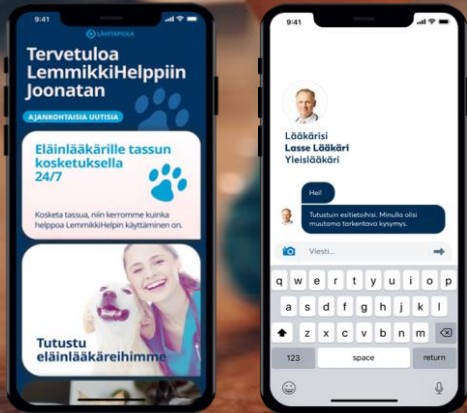 9:41
LÄHITAPIOLA
Tervetuloa
LemmikkiHelppiin
Joonatan
AJANKOHTAISIA UUTISIA
Eläinlääkärille tassun
kosketuksella
24/7
Kosketa tassua, niin kerromme kuinka
helppoa LemmikkiHelpin käyttäminen on.
Tutustu
eläinlääkäreihimme
9:41
Lääkärisi
Lasse Lääkäri
Yleislääkäri
Hei!
Tutustuin esitietoihisi. Minulla olisi
muutama tarkentava kysymys.
Viesti...
q w e r t y u i o p
a s d f g h j k l
z x c v b n m
123 space return